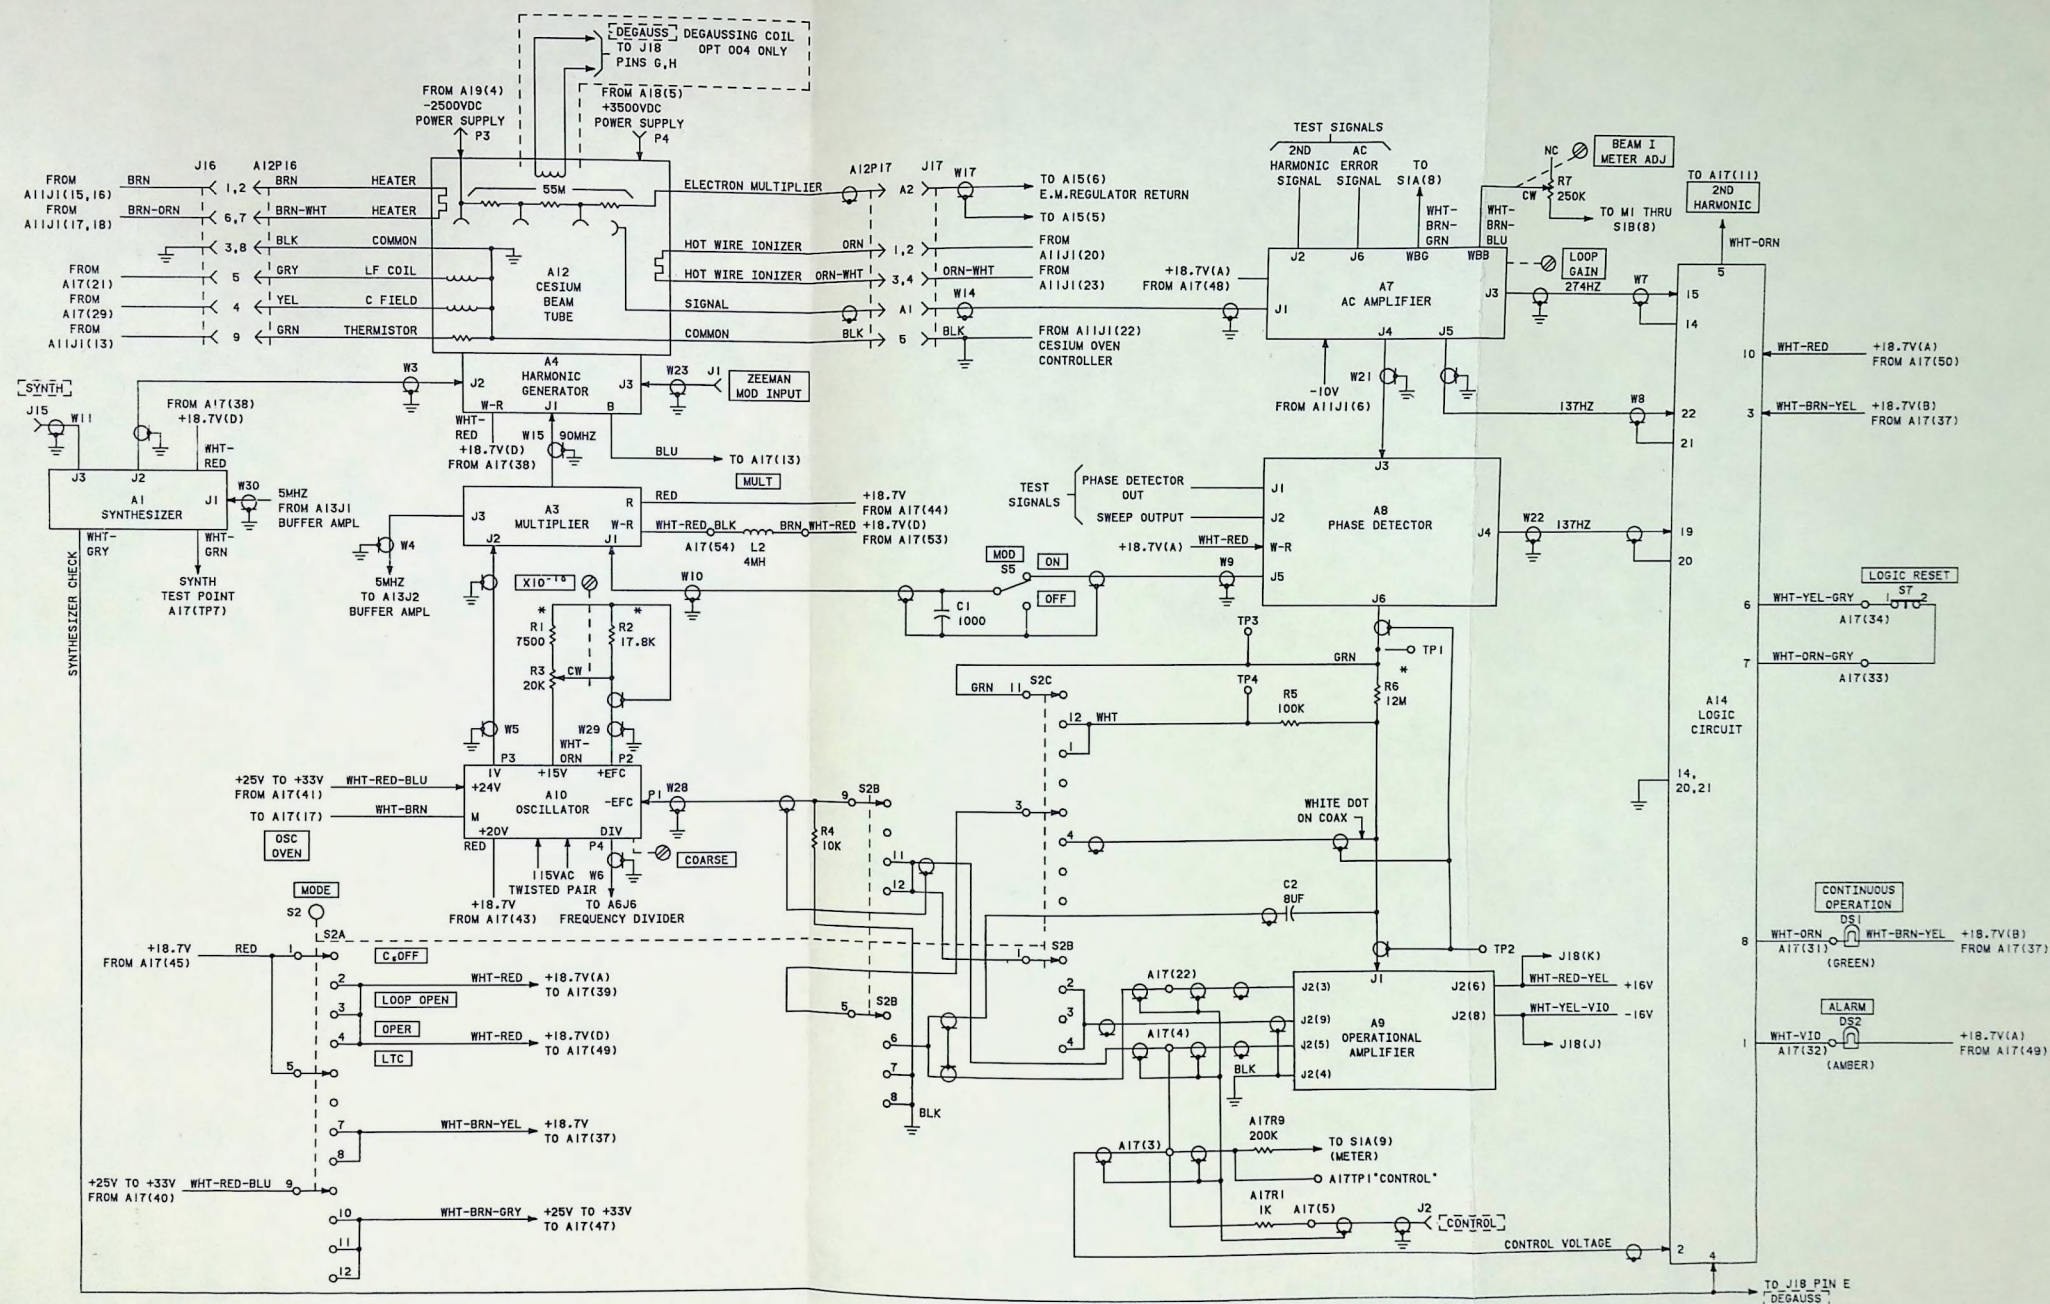 DEGAUSS DEGAUSSING COIL
TO J18 OPT 004 ONLY
PINS G,H
FROM A19(4)
-2500VDC
POWER SUPPLY
P3
FROM A18(5)
+3500VDC
POWER SUPPLY
P4
J16 A12P16
FROM
A11J1(15,16)
BRN 1,2 BRN HEATER
FROM
A11J1(17,18)
BRN-ORN 6,7 BRN-WHT HEATER
3,8 BLK COMMON
FROM
A17(21)
5 GRY LF COIL
FROM
A17(29)
4 YEL C FIELD
FROM
A11J1(13)
9 GRN THERMISTOR
55M
A12
CESIUM
BEAM
TUBE
A12P17 J17
ELECTRON MULTIPLIER A2 W17
TO A15(6)
E.M.REGULATOR RETURN
TO A15(5)
HOT WIRE IONIZER ORN 1,2
FROM
A11J1(20)
HOT WIRE IONIZER ORN-WHT 3,4 ORN-WHT
FROM
A11J1(23)
SIGNAL A1 W14
COMMON BLK 5 BLK
FROM A11J1(22)
CESIUM OVEN
CONTROLLER
TEST SIGNALS
2ND
HARMONIC
SIGNAL
AC
ERROR
SIGNAL
TO
S1A(8)
WHT-
BRN-
GRN
WHT-
BRN-
BLU
NC
R7
250K
CW
BEAM I
METER ADJ
TO M1 THRU
S1B(8)
J2 J6 WBG WBB
LOOP
GAIN
+18.7V(A)
FROM A17(48)
A7
AC AMPLIFIER
J1 J3
J4 J5
274HZ
W7
-10V
FROM A11J1(6)
W21
137HZ W8
TO A17(11)
2ND
HARMONIC
WHT-ORN
5
15
14
10 WHT-RED
+18.7V(A)
FROM A17(50)
3 WHT-BRN-YEL
+18.7V(B)
FROM A17(37)
22
21
W3
A4
HARMONIC
GENERATOR
J2 J3
W23 J1
ZEEMAN
MOD INPUT
W-R J1 B
WHT-
RED
W15 90MHZ
+18.7V(D)
FROM A17(38)
BLU TO A17(13)
MULT
SYNTH
J15
W11
FROM A17(38)
+18.7V(D)
WHT-
RED
J3 J2
J1
A1
SYNTHESIZER
W30
5MHZ
FROM A13J1
BUFFER AMPL
WHT-
GRY
WHT-
GRN
SYNTH
TEST POINT
A17(TP7)
SYNTHESIZER CHECK
A3
MULTIPLIER
J3 R
W-R
J2 J1
W4
5MHZ
TO A13J2
BUFFER AMPL
RED
+18.7V
FROM A17(44)
WHT-RED BLK BRN WHT-RED +18.7V(D)
FROM A17(53)
A17(54) L2
4MH
X10-10
W10
MOD
S5
ON
OFF
C1
1000
W9
TEST
SIGNALS
PHASE DETECTOR
OUT
SWEEP OUTPUT
+18.7V(A) WHT-RED
J3
J1
J2
W-R
J5
J6
J4
A8
PHASE DETECTOR
W22 137HZ
19
20
LOGIC RESET
S7
1 2
6 WHT-YEL-GRY
A17(34)
7 WHT-ORN-GRY
A17(33)
A14
LOGIC
CIRCUIT
14,
20,21
R1
7500
*
*
R2
17.8K
R3
20K
CW
W5
W29
WHT-
ORN
P3 P2
1V +15V +EFC
+25V TO +33V
FROM A17(41)
WHT-RED-BLU +24V
TO A17(17) WHT-BRN M
OSC
OVEN
A10
OSCILLATOR
-EFC P1 W28
+20V DIV
RED P4
COARSE
115VAC
TWISTED PAIR
W6
+18.7V
FROM A17(43)
TO A6J6
FREQUENCY DIVIDER
TP3
GRN
TP1
*
R6
12M
TP4
R5
100K
GRN 11 S2C
12 WHT
1
3
4
WHITE DOT
ON COAX
S2B
9
R4
10K
11
12
C2
8UF
S2B
1
2
3
4
TP2
S2B
5
6
7
8
BLK
A17(22)
A17(4)
J1
J2(3)
J2(9)
J2(5)
J2(4)
BLK
J2(6)
J2(8)
A9
OPERATIONAL
AMPLIFIER
J18(K)
WHT-RED-YEL +16V
WHT-YEL-VIO -16V
J18(J)
A17R9
200K
A17(3)
TO S1A(9)
(METER)
A17TP1"CONTROL"
A17R1
1K
A17(5)
J2
CONTROL
CONTROL VOLTAGE 2
4
TO J18 PIN E
DEGAUSS
CONTINUOUS
OPERATION
DS1
8 WHT-ORN WHT-BRN-YEL
A17(31)
(GREEN)
+18.7V(B)
FROM A17(37)
ALARM
DS2
1 WHT-VIO
A17(32)
(AMBER)
+18.7V(A)
FROM A17(49)
MODE
S2
S2A
+18.7V
FROM A17(45)
RED 1
CsOFF
2 WHT-RED
+18.7V(A)
TO A17(39)
LOOP OPEN
3
OPER
4 WHT-RED
+18.7V(D)
TO A17(49)
LTC
5
7 WHT-BRN-YEL
+18.7V
TO A17(37)
8
+25V TO +33V
FROM A17(40)
WHT-RED-BLU 9
10 WHT-BRN-GRY
+25V TO +33V
TO A17(47)
11
12